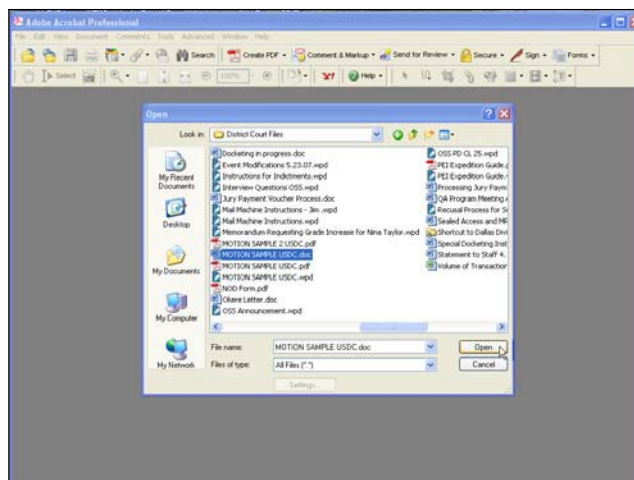 Adobe Acrobat Professional
File Edit View Document Comments Tools Advanced Window Help
Search Create PDF Comment & Markup Send for Review Secure Sign Forms
Select 100% Y! Help
Open
Look in: District Court Files
My Recent Documents
Desktop
My Documents
My Computer
My Network
Docketing in progress.doc
Event Modifications 5.23.07.wpd
Instructions for Indictments.wpd
Interview Questions OSS.wpd
Jury Payment Voucher Process.doc
Mail Machine Instructions - Jim .wpd
Mail Machine Instructions.wpd
Memorandum Requesting Grade Increase for Nina Taylor.wpd
MOTION SAMPLE 2 USDC.pdf
MOTION SAMPLE USDC.doc
MOTION SAMPLE USDC.pdf
MOTION SAMPLE USDC.wpd
NOD Form.pdf
Okere Letter.doc
OSS Announcement.wpd
OSS PD CL 25.wpd
PEI Expedition Guide.
PEI Expedition Guide.
Processing Jury Paym
QA Program Meeting
Recusal Process for
Sealed Access and
Shortcut to Dallas Divi
Special Docketing Inst
Statement to Staff 4.
Volume of Transaction
File name: MOTION SAMPLE USDC.doc Open
Files of type: All Files (*.*) Cancel
Settings...